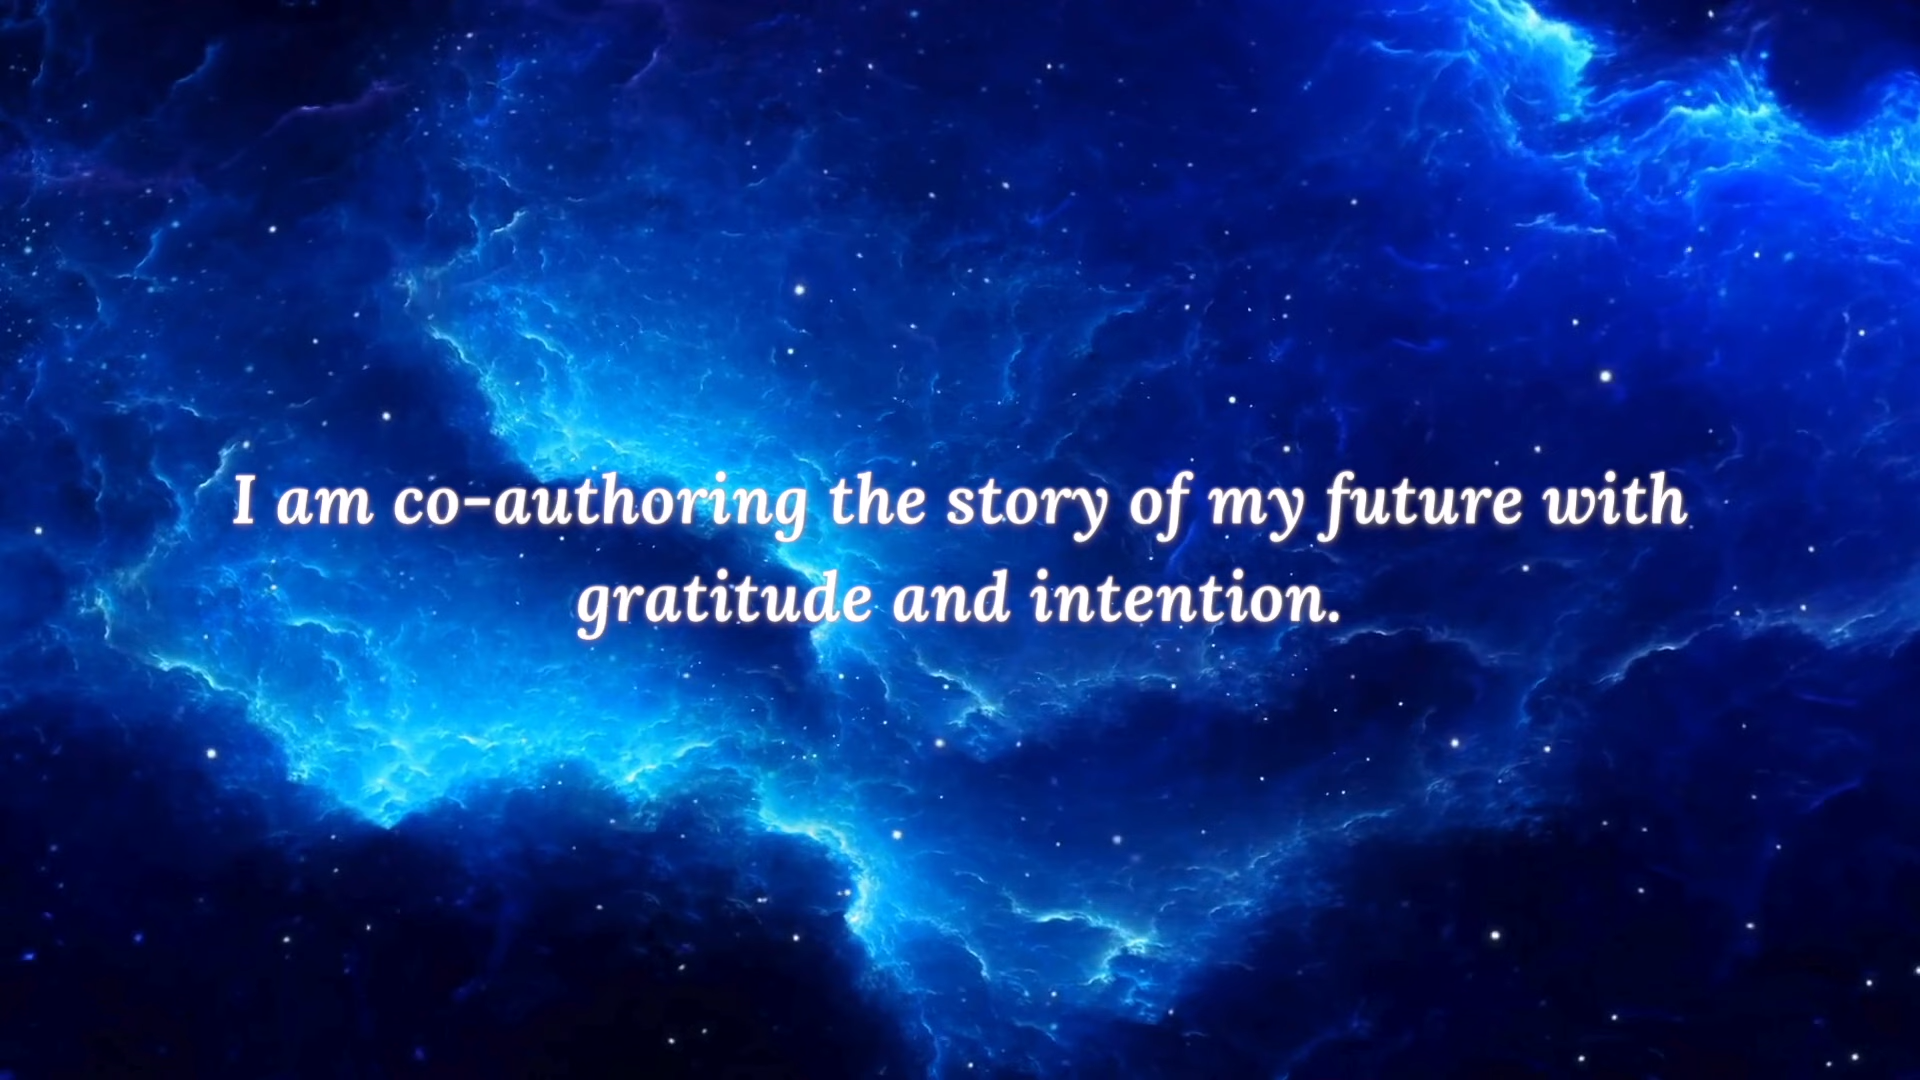 I am co-authoring the story of my future with
gratitude and intention.